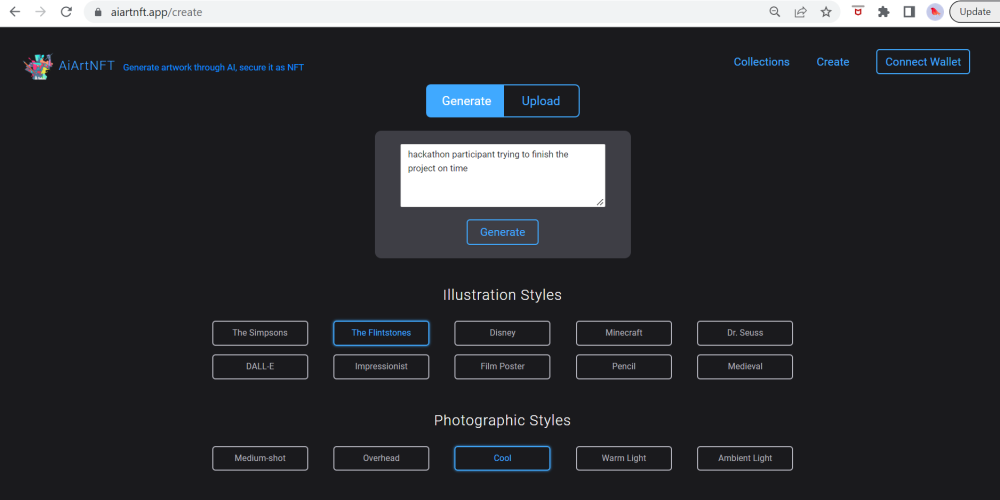 aiartnft.app/create
Update
AiArtNFT Generate artwork through AI, secure it as NFT
Collections Create Connect Wallet
Generate Upload
hackathon participant trying to finish the
project on time
Generate
Illustration Styles
The Simpsons The Flintstones Disney Minecraft Dr. Seuss
DALL-E Impressionist Film Poster Pencil Medieval
Photographic Styles
Medium-shot Overhead Cool Warm Light Ambient Light